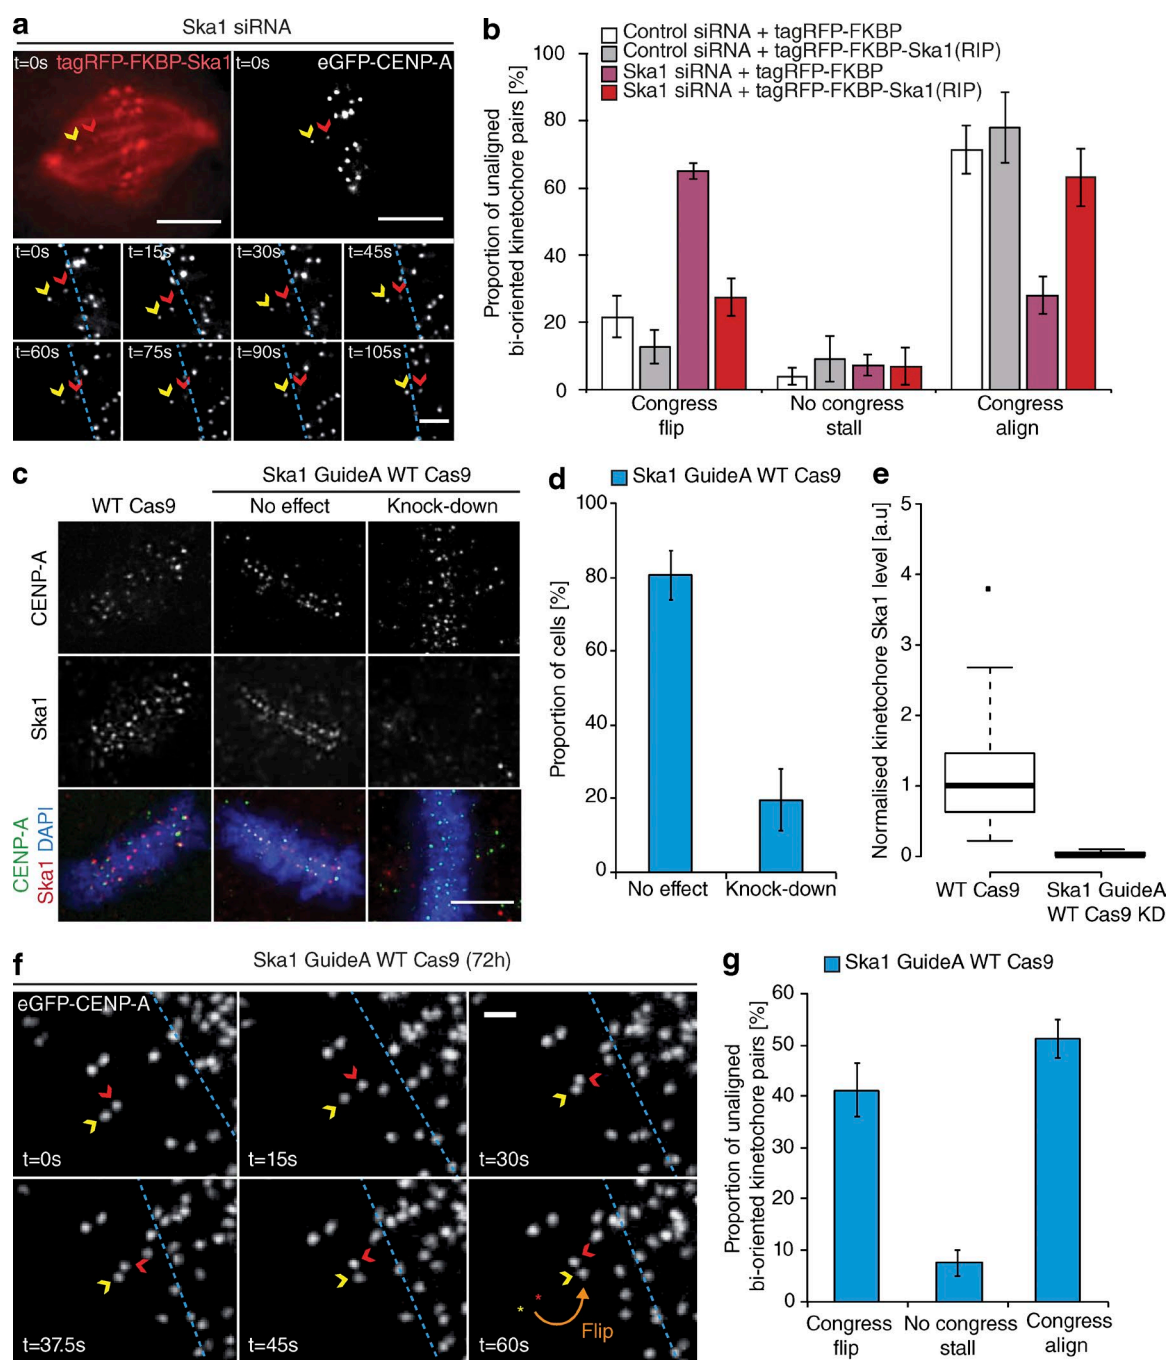 a
Ska1 siRNA
t=0s tagRFP-FKBP-Ska1
t=0s eGFP-CENP-A
t=0s t=15s t=30s t=45s
t=60s t=75s t=90s t=105s
b
Control siRNA + tagRFP-FKBP
Control siRNA + tagRFP-FKBP-Ska1(RIP)
Ska1 siRNA + tagRFP-FKBP
Ska1 siRNA + tagRFP-FKBP-Ska1(RIP)
Proportion of unaligned
bi-oriented kinetochore pairs [%]
100
80
60
40
20
0
Congress
flip
No congress
stall
Congress
align
c
Ska1 GuideA WT Cas9
WT Cas9 No effect Knock-down
CENP-A
Ska1
CENP-A
Ska1 DAPI
d
Ska1 GuideA WT Cas9
Proportion of cells [%]
100
80
60
40
20
0
No effect Knock-down
e
Normalised kinetochore Ska1 level [a.u]
5
4
3
2
1
0
WT Cas9
Ska1 GuideA
WT Cas9 KD
f
Ska1 GuideA WT Cas9 (72h)
eGFP-CENP-A
t=0s t=15s t=30s
t=37.5s t=45s t=60s
* *
Flip
g
Ska1 GuideA WT Cas9
Proportion of unaligned
bi-oriented kinetochore pairs [%]
60
50
40
30
20
10
0
Congress
flip
No congress
stall
Congress
align